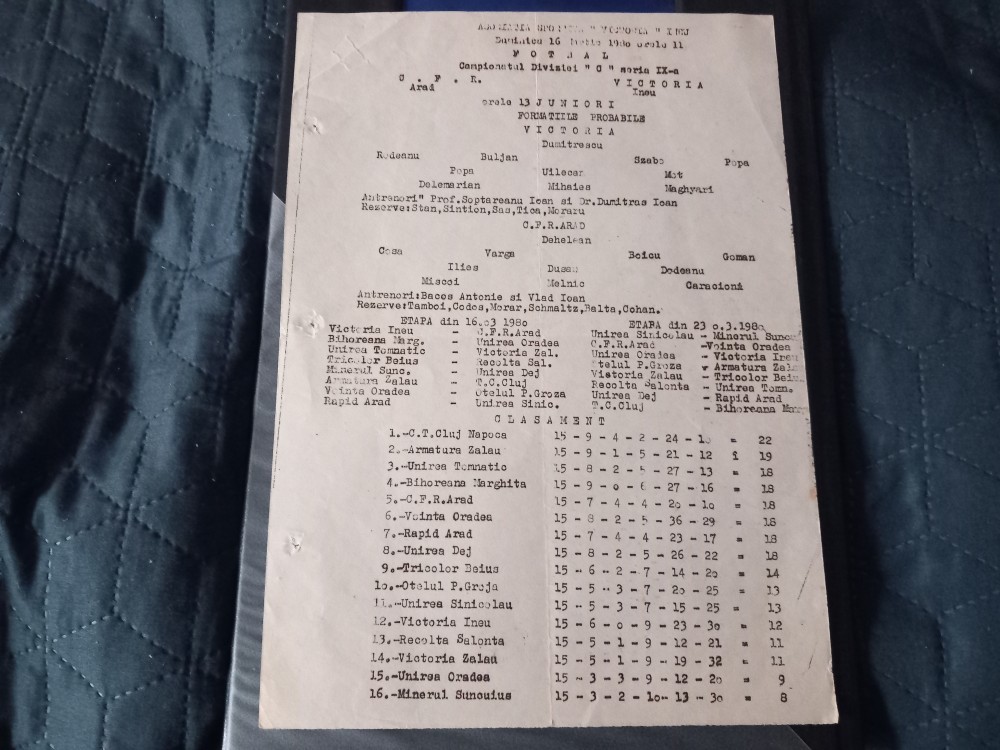 ASOCIATIA SPORTIVA " VICTORIA " INEU
Duminica 16 Martie 1980 orele 11
F O T B A L
Campionatul Diviziei " C " seria IX-a
C . F . R. V I C T O R I A
Arad Ineu
orele 13 J U N I O R I
FORMATIILE PROBABILE
V I C T O R I A
Dumitrescu
Rodeanu Buljan Szabo Popa
Popa Uilecan Mot
Delemarian Mihaies Maghyari
Antrenori" Prof.Soptareanu Ioan si Dr.Dumitras Ioan
Rezerve:Stan,Sintion,Sas,Tica,Moraru
C.F.R.ARAD
Dehelean
Cosa Varga Boicu Goman
Ilies Dusan Dodeanu
Miscoi Melnic Caracioni
Antrenori:Bacos Antonie si Vlad Ioan
Rezerve:Tamboi,Codos,Morar,Schmaltz,Balta,Cohan.
ETAPA din 16.o3 198o ETAPA din 23 o.3.198o
Victoria Ineu - C.F.R.Arad Unirea Sinicolau - Minerul Suncu
Bihoreana Marg. - Unirea Oradea C.F.R.Arad -Vointa Oradea
Unirea Tomnatic - Victoria Zal. Unirea Oradea - Victoria Ineu
Tricolor Beius - Recolta Sal. Otelul P.Groza - Armatura Zala
Minerul Sunc. - Unirea Dej Victoria Zalau - Tricolor Beiu
Armatura Zalau - T.C.Cluj Recolta Salonta - Unirea Tomn.
Vointa Oradea - Otelul P.Groza Unirea Dej - Rapid Arad
Rapid Arad - Unirea Sinic. T.C.Cluj - Bihoreana Mar
C L A S A M E N T
1.-C.T.Cluj Napoca 15 - 9 - 4 - 2 - 24 - = 22
2.-Armatura Zalau 15 - 9 - 1 - 5 - 21 - 12 19
3.-Unirea Tomnatic 15 - 8 - 2 - 5 - 27 - 13 = 18
4.-Bihoreana Marghita 15 - 9 - o - 6 - 27 - 16 = 18
5.-C.F.R.Arad 15 - 7 - 4 - 4 - 2o - 1o = 18
6.-Vointa Oradea 15 - 8 - 2 - 5 - 36 - 29 = 18
7.-Rapid Arad 15 - 7 - 4 - 4 - 23 - 17 = 18
8.-Unirea Dej 15 - 8 - 2 - 5 - 26 - 22 = 18
9.-Tricolor Beius 15 - 6 - 2 - 7 - 14 - 2o = 14
1o.-Otelul P.Groja 15 - 5 - 3 - 7 - 2o - 25 = 13
11.-Unirea Sinicolau 15 - 5 - 3 - 7 - 15 - 25 = 13
12.-Victoria Ineu 15 - 6 - o - 9 - 23 - 3o = 12
13.-Recolta Salonta 15 - 5 - 1 - 9 - 12 - 21 = 11
14.-Victoria Zalau 15 - 5 - 1 - 9 - 19 - 32 = 11
15.-Unirea Oradea 15 - 3 - 3 - 9 - 12 - 2o = 9
16.-Minerul Suncuius 15 - 3 - 2 - 1o- 13 - 3o = 8